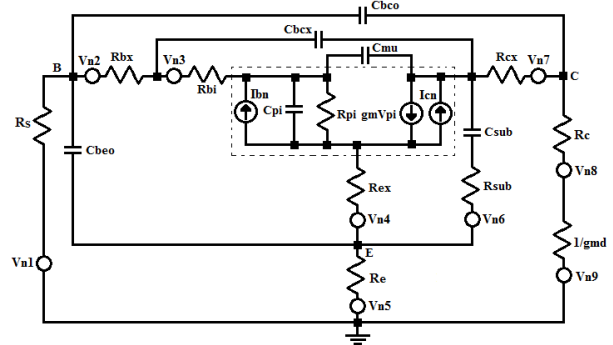 Cbco
Cbcx
B Vn2 Rbx Vn3 Cmu Rcx Vn7 C
Rbi
Ibn Icn
Cpi Rpi gmVpi
Rs Csub Rc
Cbeo
Rex Rsub Vn8
Vn4 Vn6
E 1/gmd
Vn1 Re
Vn5 Vn9